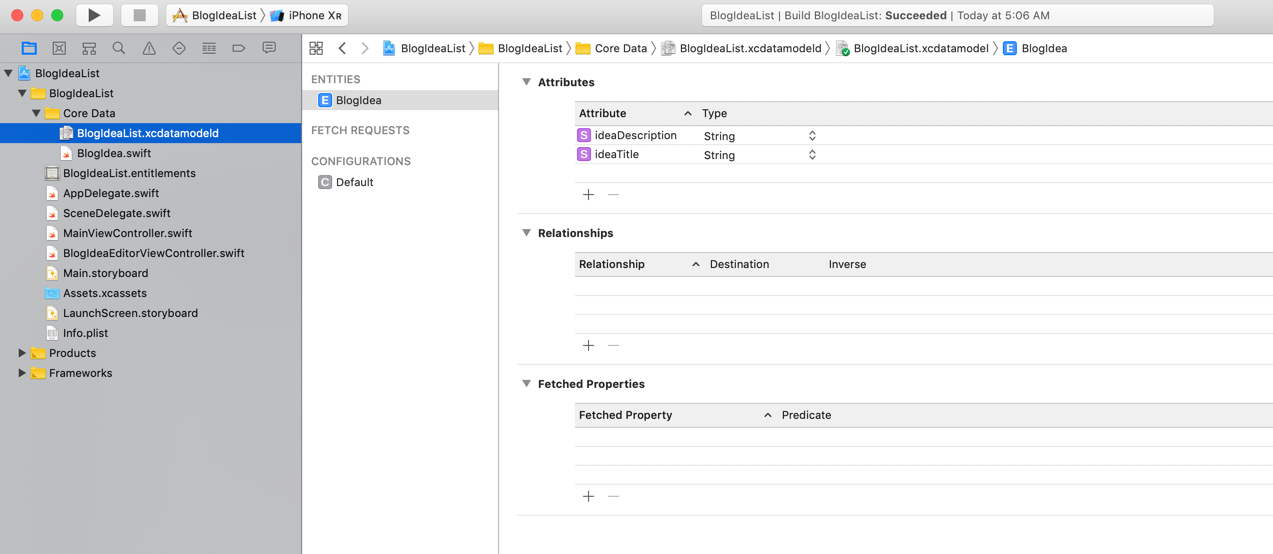 BlogIdeaList iPhone XR
BlogIdeaList | Build BlogIdeaList: Succeeded | Today at 5:06 AM
BlogIdeaList BlogIdeaList Core Data BlogIdeaList.xcdatamodeld BlogIdeaList.xcdatamodel E BlogIdea
BlogIdeaList
BlogIdeaList
Core Data
BlogIdeaList.xcdatamodeld
BlogIdea.swift
BlogIdeaList.entitlements
AppDelegate.swift
SceneDelegate.swift
MainViewController.swift
BlogIdeaEditorViewController.swift
Main.storyboard
Assets.xcassets
LaunchScreen.storyboard
Info.plist
Products
Frameworks
ENTITIES
E BlogIdea
FETCH REQUESTS
CONFIGURATIONS
C Default
Attributes
Attribute Type
S ideaDescription String
S ideaTitle String
Relationships
Relationship Destination Inverse
Fetched Properties
Fetched Property Predicate